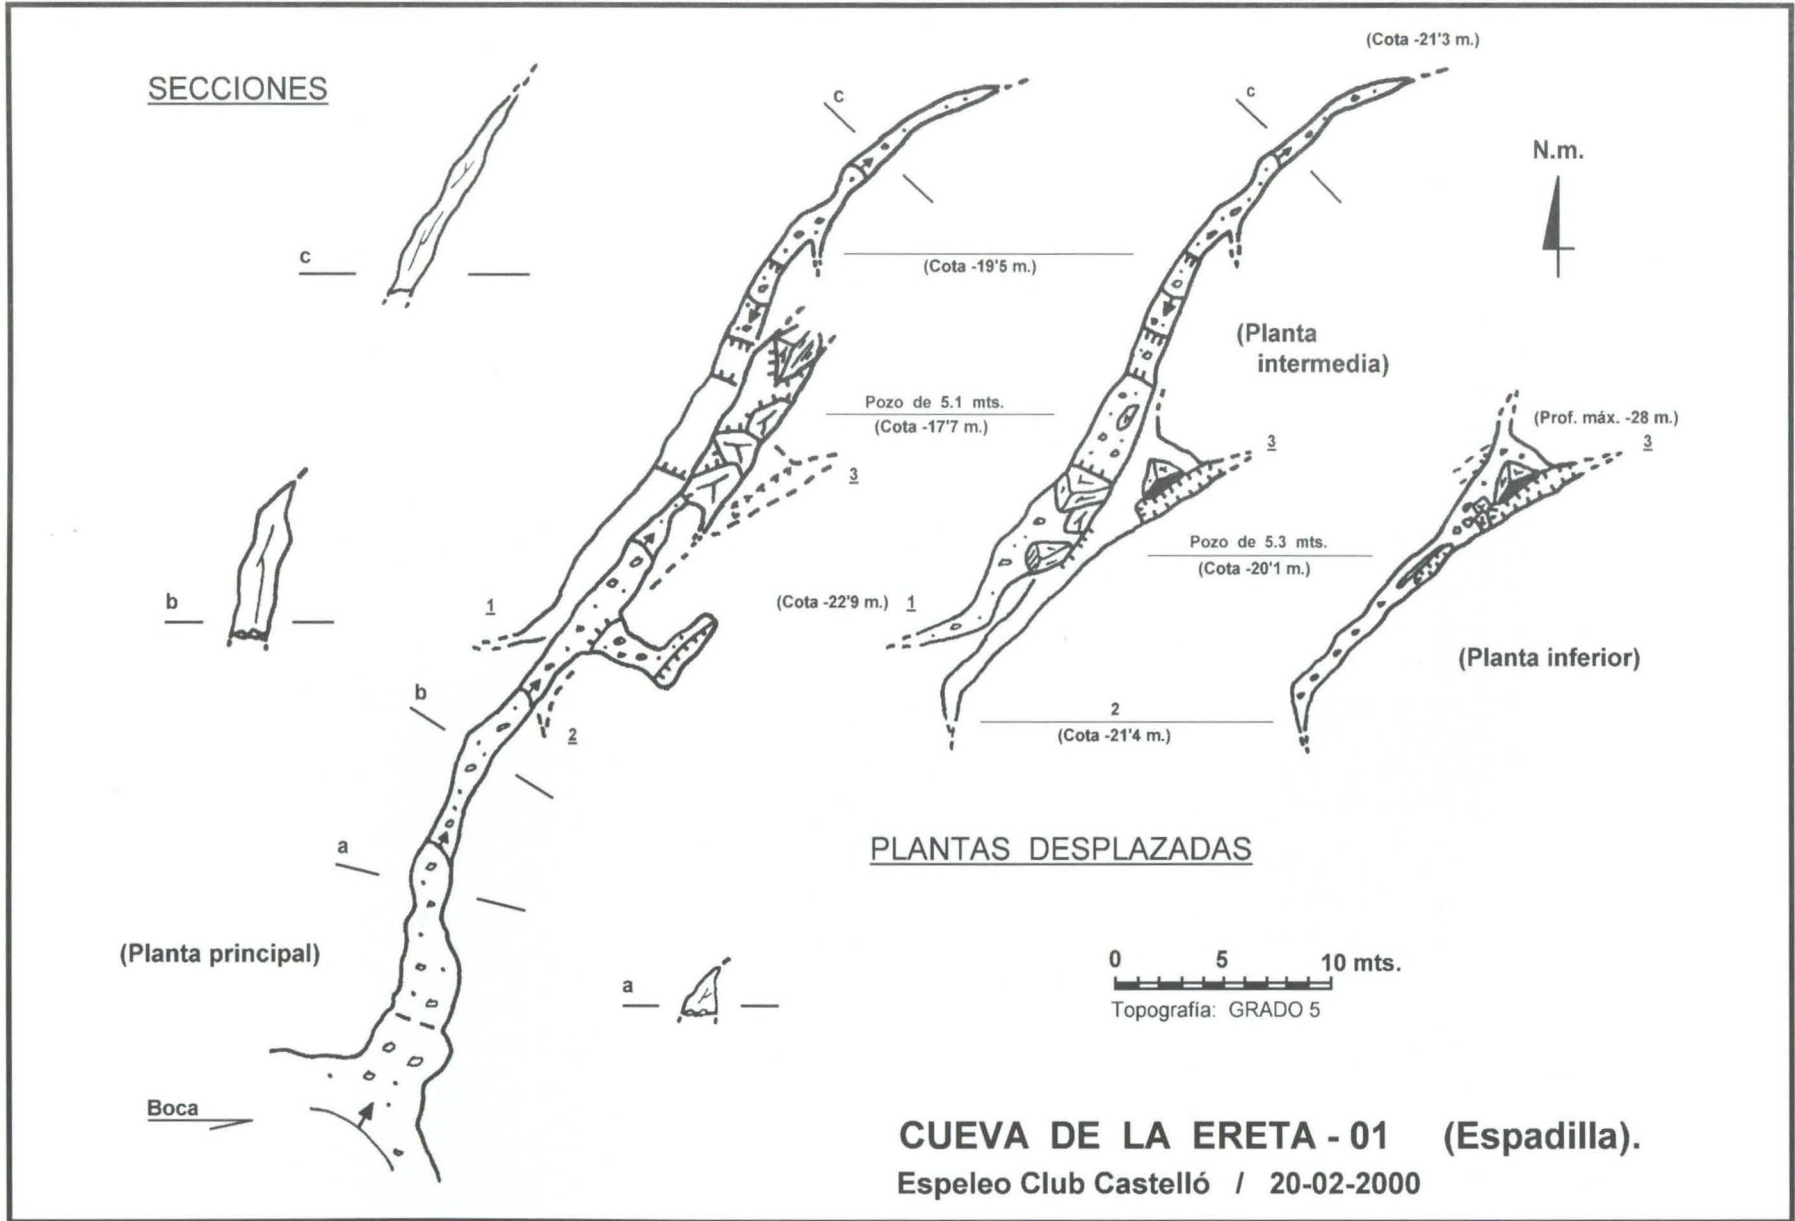 SECCIONES
(Cota -21'3 m.)
c
c
N.m.
c
(Cota -19'5 m.)
(Planta
intermedia)
Pozo de 5.1 mts.
(Cota -17'7 m.)
(Prof. máx. -28 m.)
3
3
3
b
1
Pozo de 5.3 mts.
(Cota -20'1 m.)
(Cota -22'9 m.) 1
(Planta inferior)
b
2
2
(Cota -21'4 m.)
a
PLANTAS DESPLAZADAS
(Planta principal)
a
0 5 10 mts.
Topografía: GRADO 5
Boca
CUEVA DE LA ERETA - 01 (Espadilla).
Espeleo Club Castelló / 20-02-2000